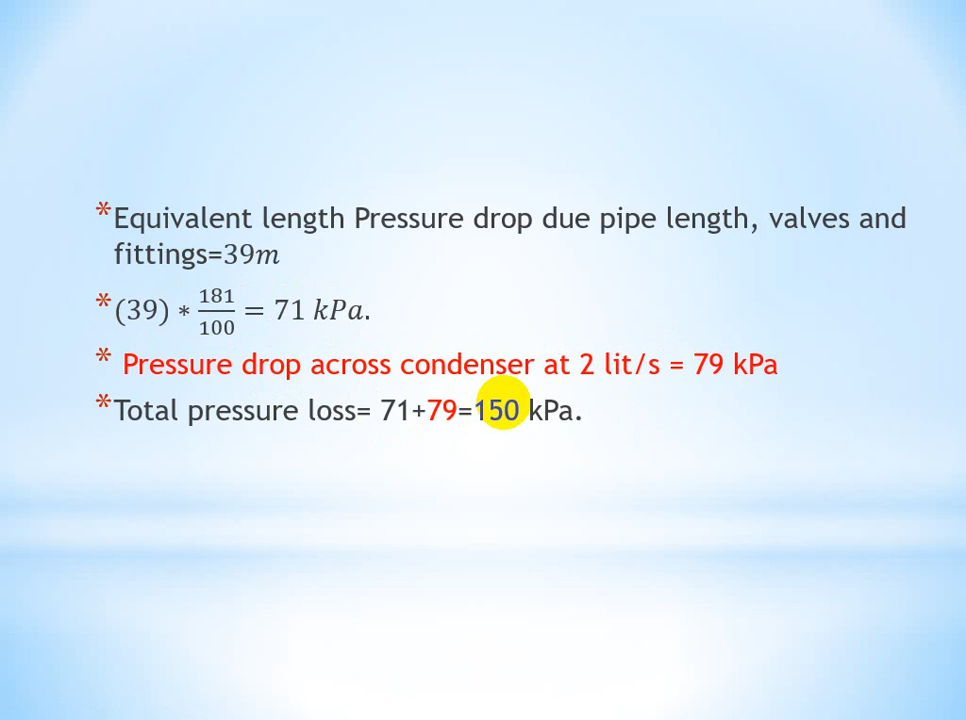 * Equivalent length Pressure drop due pipe length, valves and
fittings=39m
* (39) ∗ 181/100 = 71 kPa.
* Pressure drop across condenser at 2 lit/s = 79 kPa
* Total pressure loss= 71+79=150 kPa.